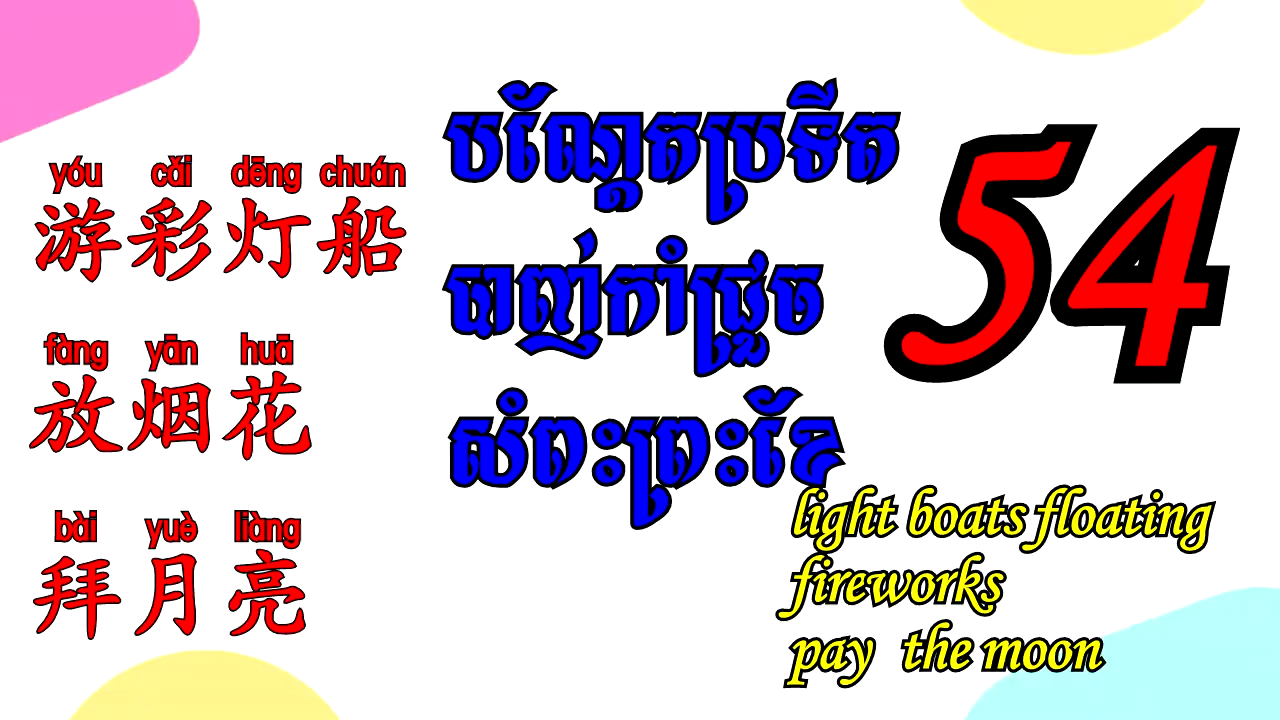 yóu cǎi dēng chuán
游彩灯船
fàng yān huā
放烟花
bài yuè liàng
拜月亮
បណ្ដែតប្រទីត
បាញ់កាំជ្រួច
សំពះព្រះខែ
54
light boats floating
fireworks
pay the moon